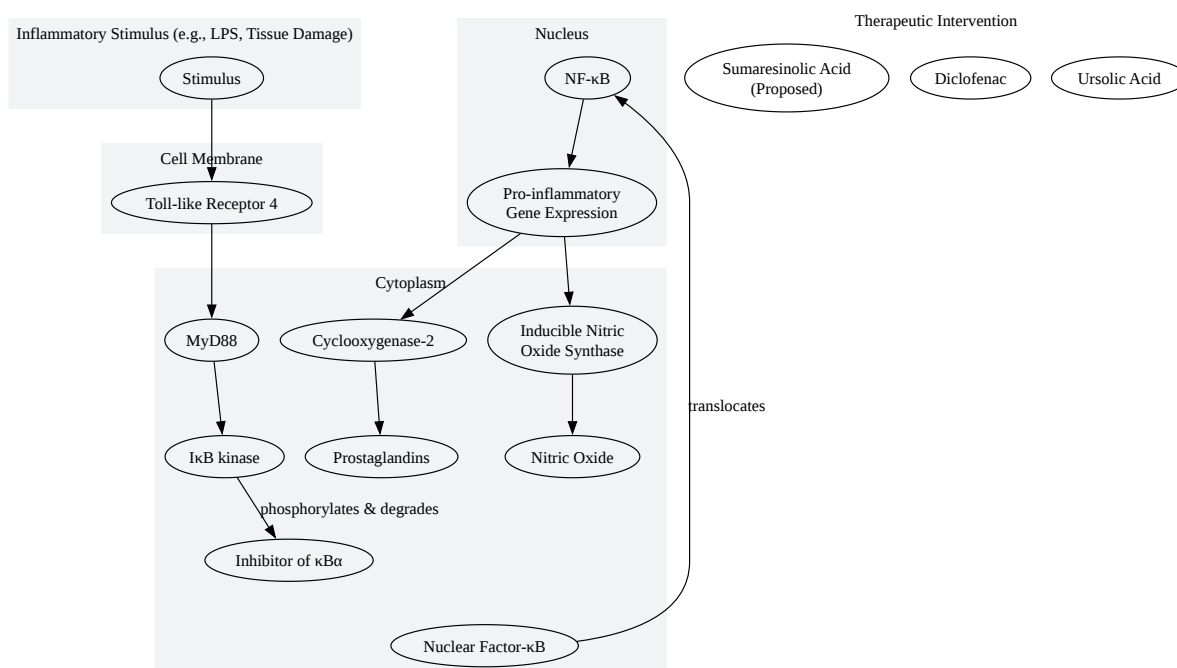 Inflammatory Stimulus (e.g., LPS, Tissue Damage)
Stimulus
Cell Membrane
Toll-like Receptor 4
Nucleus
NF-κB
Pro-inflammatory
Gene Expression
Therapeutic Intervention
Sumaresinolic Acid
(Proposed)
Diclofenac
Ursolic Acid
Cytoplasm
MyD88
Cyclooxygenase-2
Inducible Nitric
Oxide Synthase
translocates
IκB kinase
Prostaglandins
Nitric Oxide
phosphorylates & degrades
Inhibitor of κBα
Nuclear Factor-κB